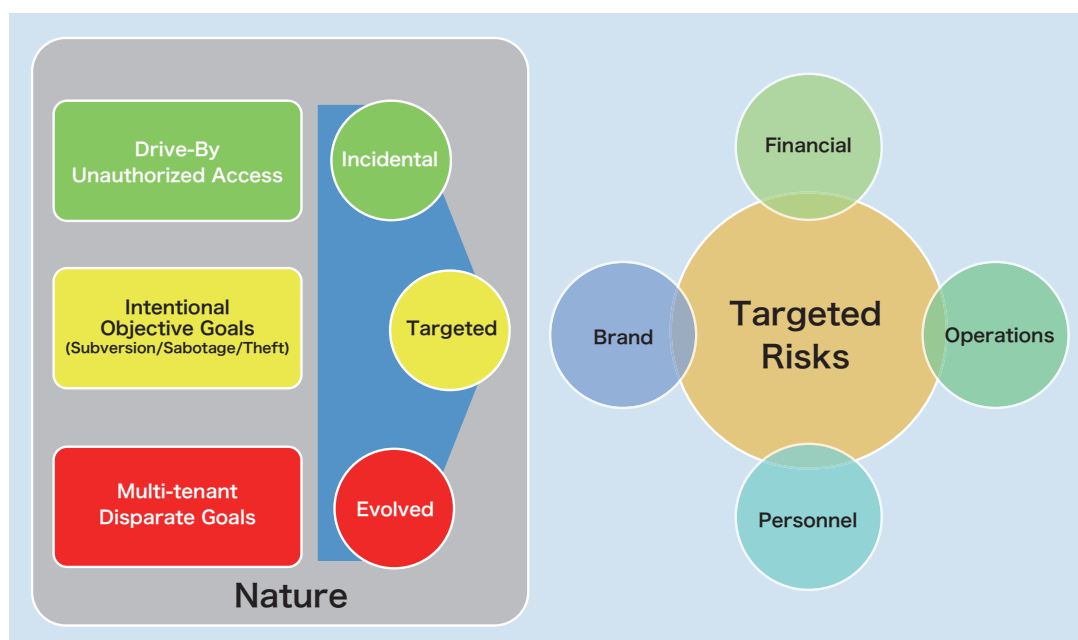 Drive-By
Unauthorized Access
Incidental
Intentional
Objective Goals
(Subversion/Sabotage/Theft)
Targeted
Multi-tenant
Disparate Goals
Evolved
Nature
Financial
Brand
Targeted
Risks
Operations
Personnel